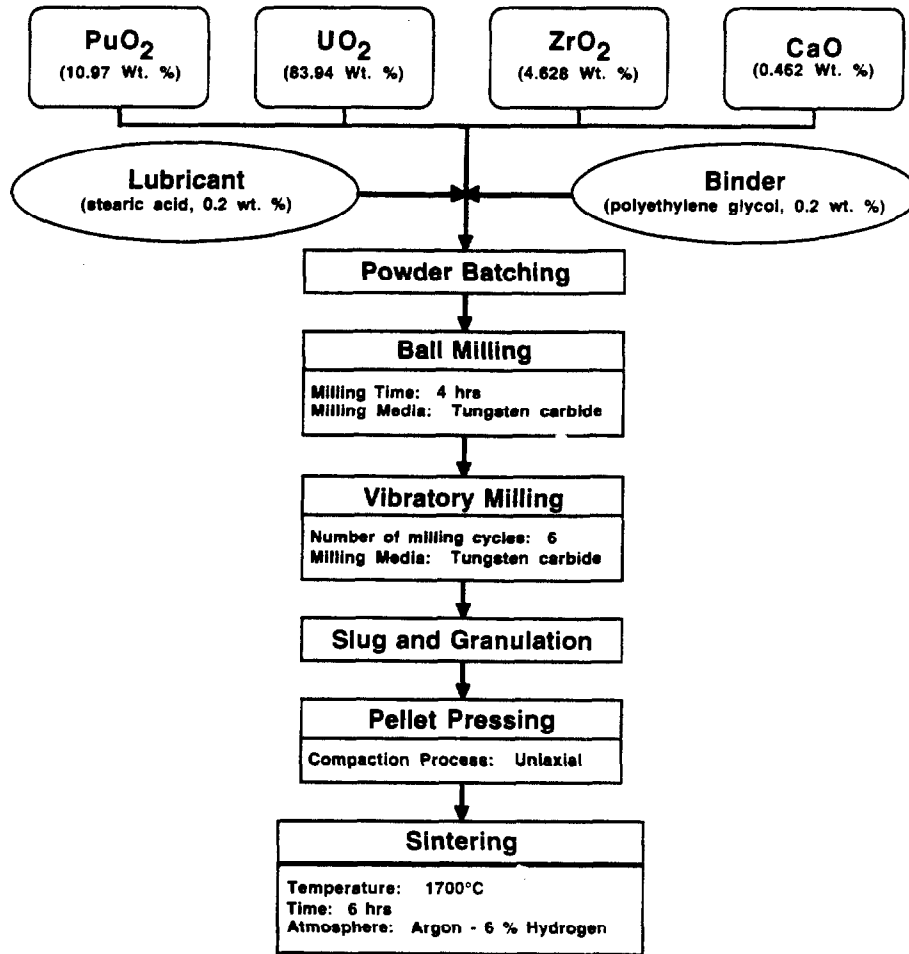 PuO2
(10.97 Wt. %)
UO2
(83.94 Wt. %)
ZrO2
(4.628 Wt. %)
CaO
(0.462 Wt. %)
Lubricant
(stearic acid, 0.2 wt. %)
Binder
(polyethylene glycol, 0.2 wt. %)
Powder Batching
Ball Milling
Milling Time: 4 hrs
Milling Media: Tungsten carbide
Vibratory Milling
Number of milling cycles: 6
Milling Media: Tungsten carbide
Slug and Granulation
Pellet Pressing
Compaction Process: Uniaxial
Sintering
Temperature: 1700°C
Time: 6 hrs
Atmosphere: Argon - 6 % Hydrogen